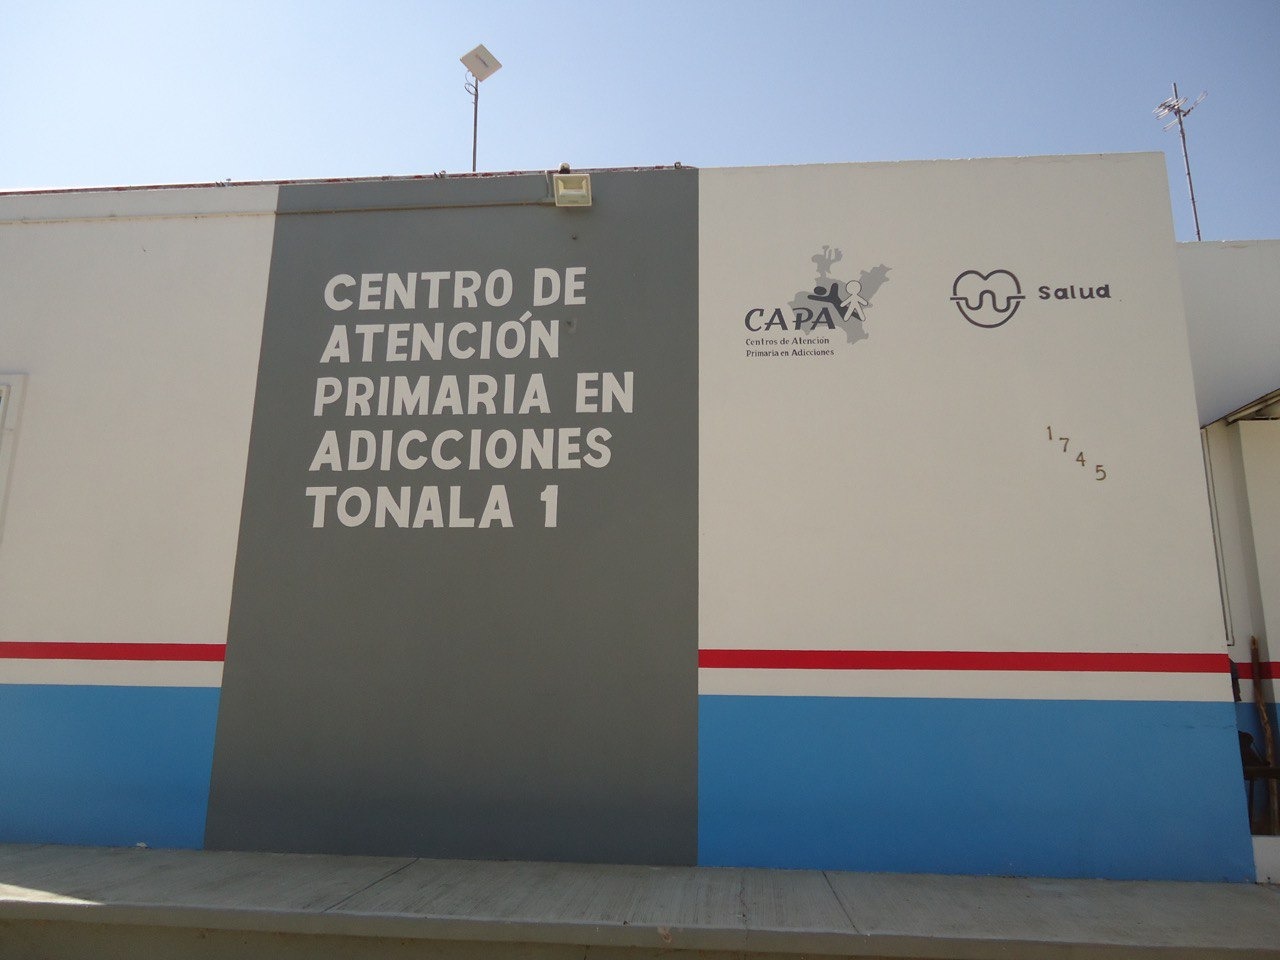 CENTRO DE
ATENCIÓN
PRIMARIA EN
ADICCIONES
TONALA 1
CAPA
Centros de Atención
Primaria en Adicciones
Salud
1745